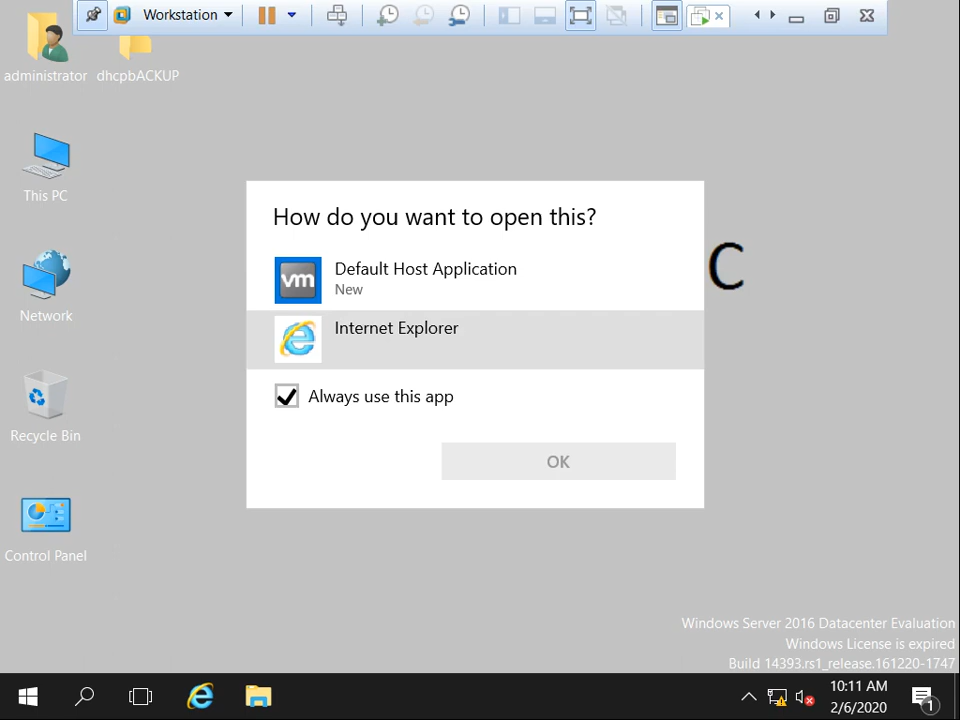 Workstation
administrator
dhcpbACKUP
This PC
Network
Recycle Bin
Control Panel
How do you want to open this?
vm
Default Host Application
New
Internet Explorer
Always use this app
OK
C
Windows Server 2016 Datacenter Evaluation
Windows License is expired
Build 14393.rs1_release.161220-1747
10:11 AM
2/6/2020
1